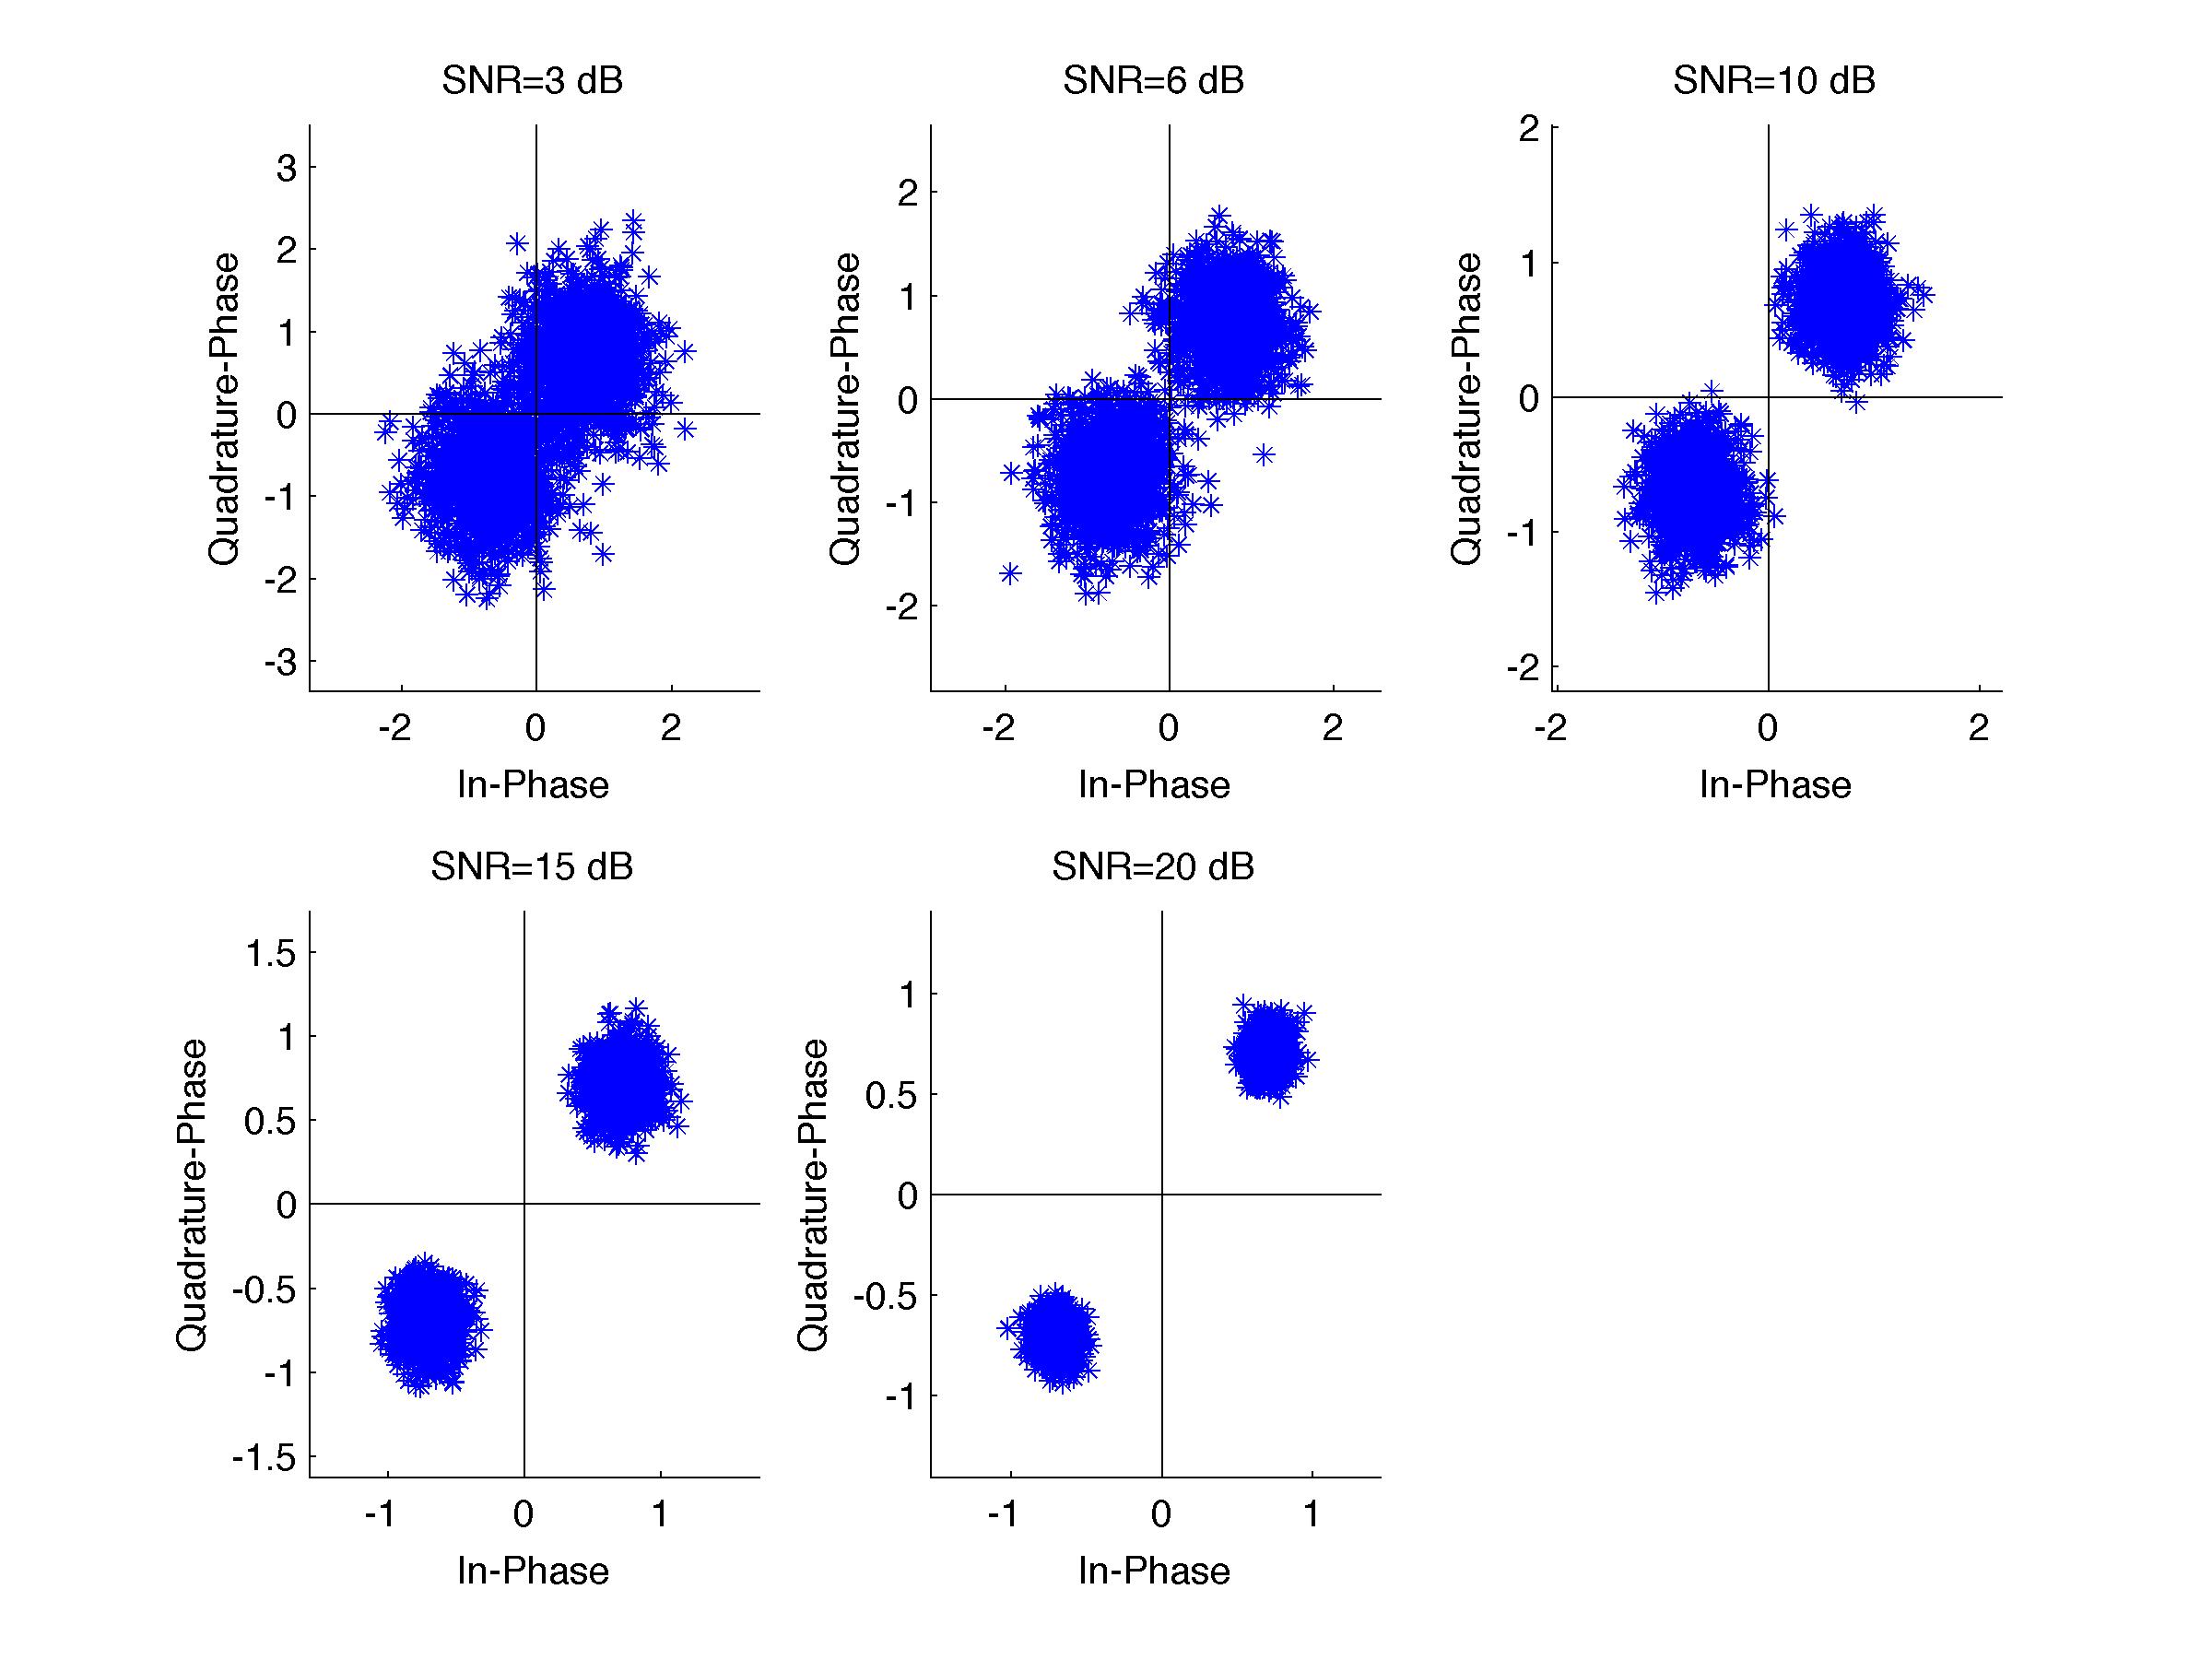 SNR=3 dB
Quadrature-Phase
3
2
1
0
-1
-2
-3
-2 0 2
In-Phase
SNR=6 dB
Quadrature-Phase
2
1
0
-1
-2
-2 0 2
In-Phase
SNR=10 dB
Quadrature-Phase
2
1
0
-1
-2
-2 0 2
In-Phase
SNR=15 dB
Quadrature-Phase
1.5
1
0.5
0
-0.5
-1
-1.5
-1 0 1
In-Phase
SNR=20 dB
Quadrature-Phase
1
0.5
0
-0.5
-1
-1 0 1
In-Phase